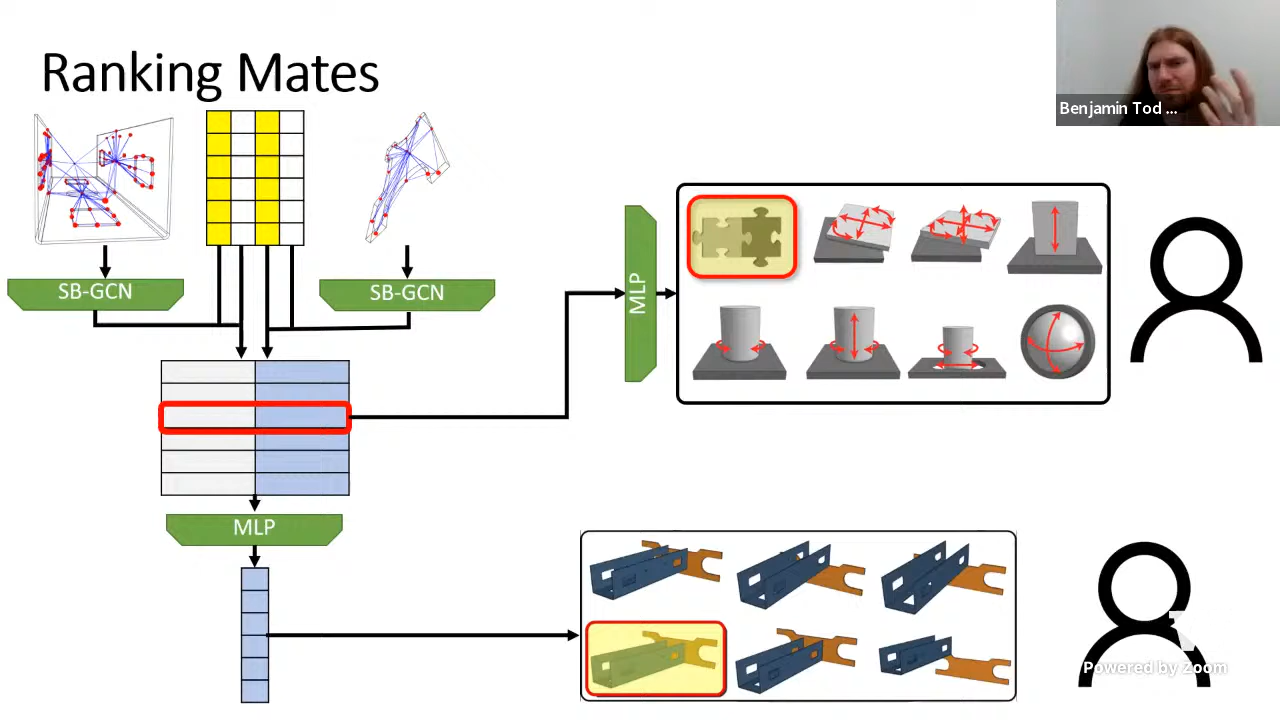 Ranking Mates
Benjamin Tod ...
SB-GCN
SB-GCN
MLP
MLP
Powered by Zoom